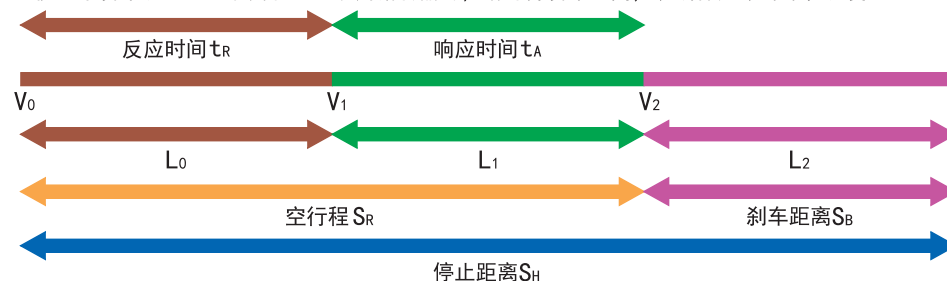 反应时间tR 响应时间tA
V0 V1 V2
L0 L1 L2
空行程SR 刹车距离SB
停止距离SH